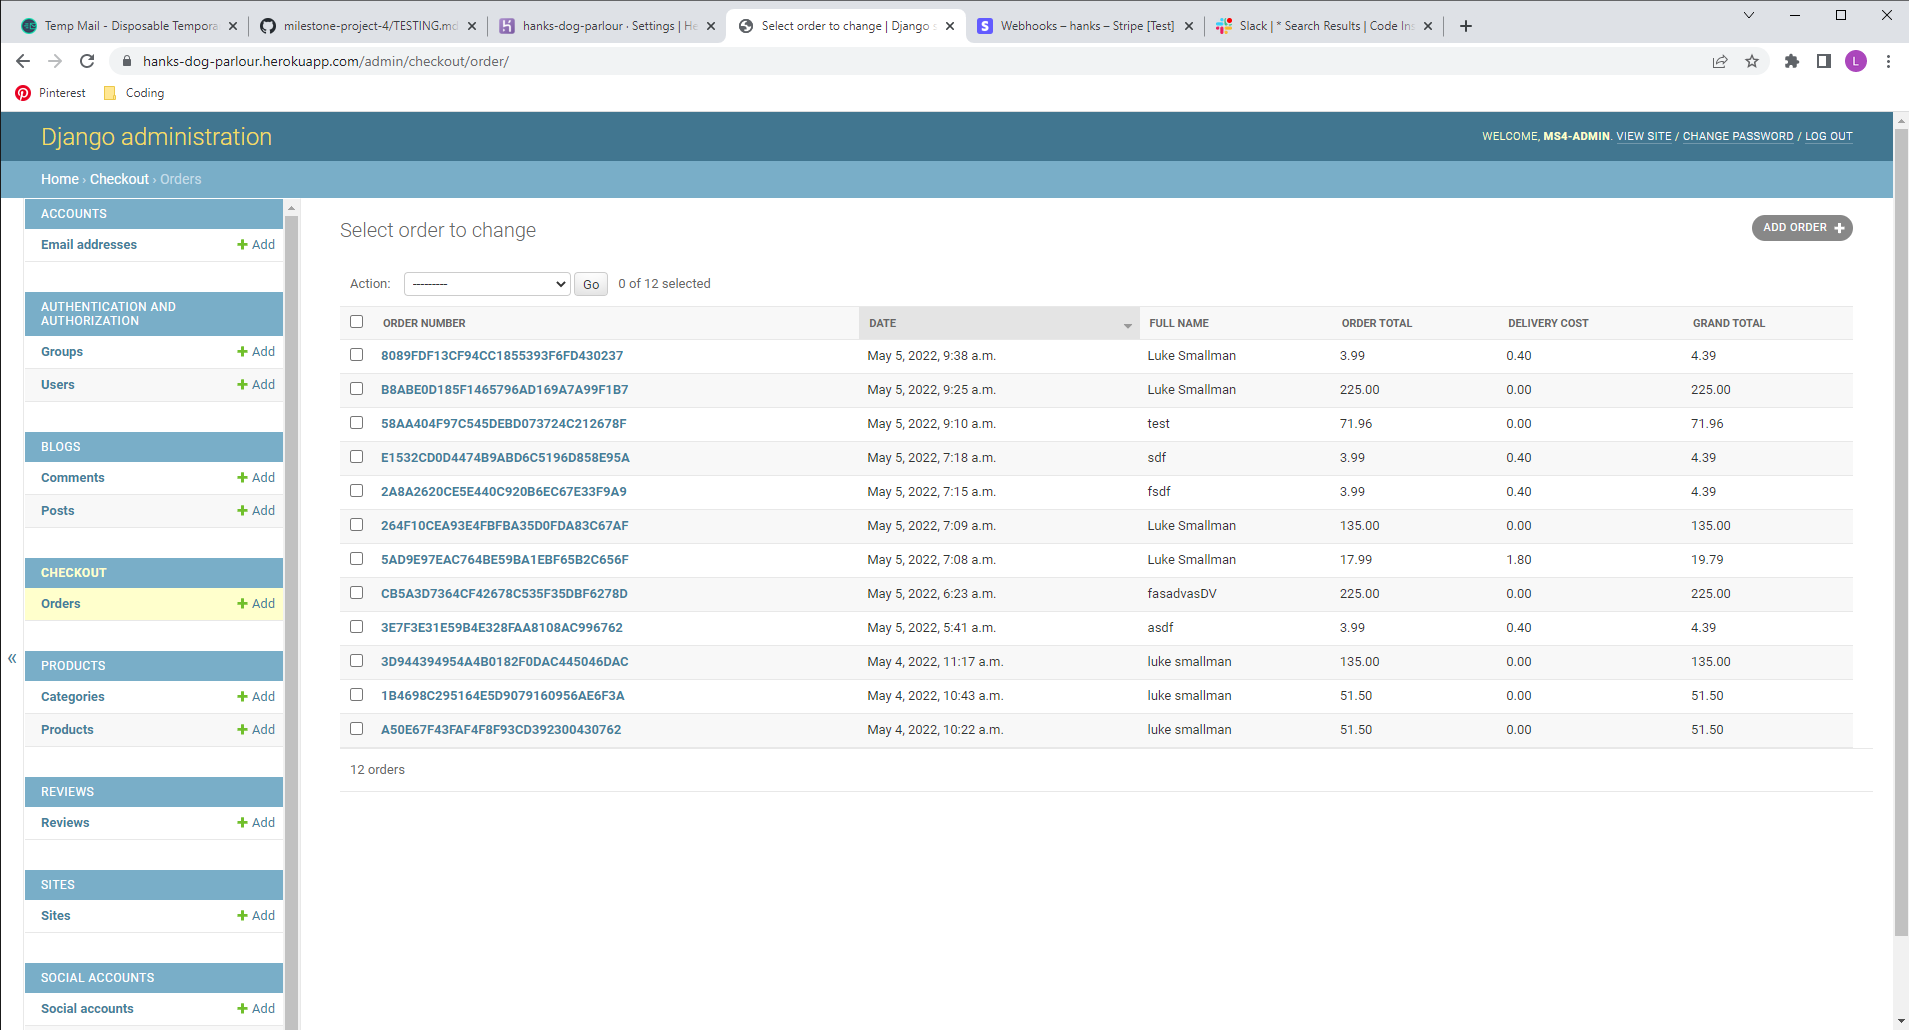 Temp Mail - Disposable Tempora
milestone-project-4/TESTING.md
hanks-dog-parlour · Settings | He
Select order to change | Django s
Webhooks – hanks – Stripe [Test]
Slack | * Search Results | Code Ins
hanks-dog-parlour.herokuapp.com/admin/checkout/order/
L
Pinterest
Coding
Django administration
WELCOME, MS4-ADMIN. VIEW SITE / CHANGE PASSWORD / LOG OUT
Home › Checkout › Orders
ACCOUNTS
Email addresses + Add
AUTHENTICATION AND
AUTHORIZATION
Groups + Add
Users + Add
BLOGS
Comments + Add
Posts + Add
CHECKOUT
Orders + Add
PRODUCTS
Categories + Add
Products + Add
REVIEWS
Reviews + Add
SITES
Sites + Add
SOCIAL ACCOUNTS
Social accounts + Add
«
Select order to change
ADD ORDER +
Action: --------- Go 0 of 12 selected
ORDER NUMBER DATE FULL NAME ORDER TOTAL DELIVERY COST GRAND TOTAL
8089FDF13CF94CC1855393F6FD430237 May 5, 2022, 9:38 a.m. Luke Smallman 3.99 0.40 4.39
B8ABE0D185F1465796AD169A7A99F1B7 May 5, 2022, 9:25 a.m. Luke Smallman 225.00 0.00 225.00
58AA404F97C545DEBD073724C212678F May 5, 2022, 9:10 a.m. test 71.96 0.00 71.96
E1532CD0D4474B9ABD6C5196D858E95A May 5, 2022, 7:18 a.m. sdf 3.99 0.40 4.39
2A8A2620CE5E440C920B6EC67E33F9A9 May 5, 2022, 7:15 a.m. fsdf 3.99 0.40 4.39
264F10CEA93E4FBFBA35D0FDA83C67AF May 5, 2022, 7:09 a.m. Luke Smallman 135.00 0.00 135.00
5AD9E97EAC764BE59BA1EBF65B2C656F May 5, 2022, 7:08 a.m. Luke Smallman 17.99 1.80 19.79
CB5A3D7364CF42678C535F35DBF6278D May 5, 2022, 6:23 a.m. fasadvasDV 225.00 0.00 225.00
3E7F3E31E59B4E328FAA8108AC996762 May 5, 2022, 5:41 a.m. asdf 3.99 0.40 4.39
3D944394954A4B0182F0DAC445046DAC May 4, 2022, 11:17 a.m. luke smallman 135.00 0.00 135.00
1B4698C295164E5D9079160956AE6F3A May 4, 2022, 10:43 a.m. luke smallman 51.50 0.00 51.50
A50E67F43FAF4F8F93CD392300430762 May 4, 2022, 10:22 a.m. luke smallman 51.50 0.00 51.50
12 orders